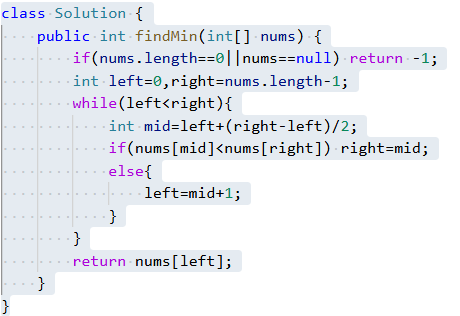 class Solution {
    public int findMin(int[] nums) {
        if(nums.length==0||nums==null) return -1;
        int left=0,right=nums.length-1;
        while(left<right){
            int mid=left+(right-left)/2;
            if(nums[mid]<nums[right]) right=mid;
            else{
                left=mid+1;
            }
        }
        return nums[left];
    }
}